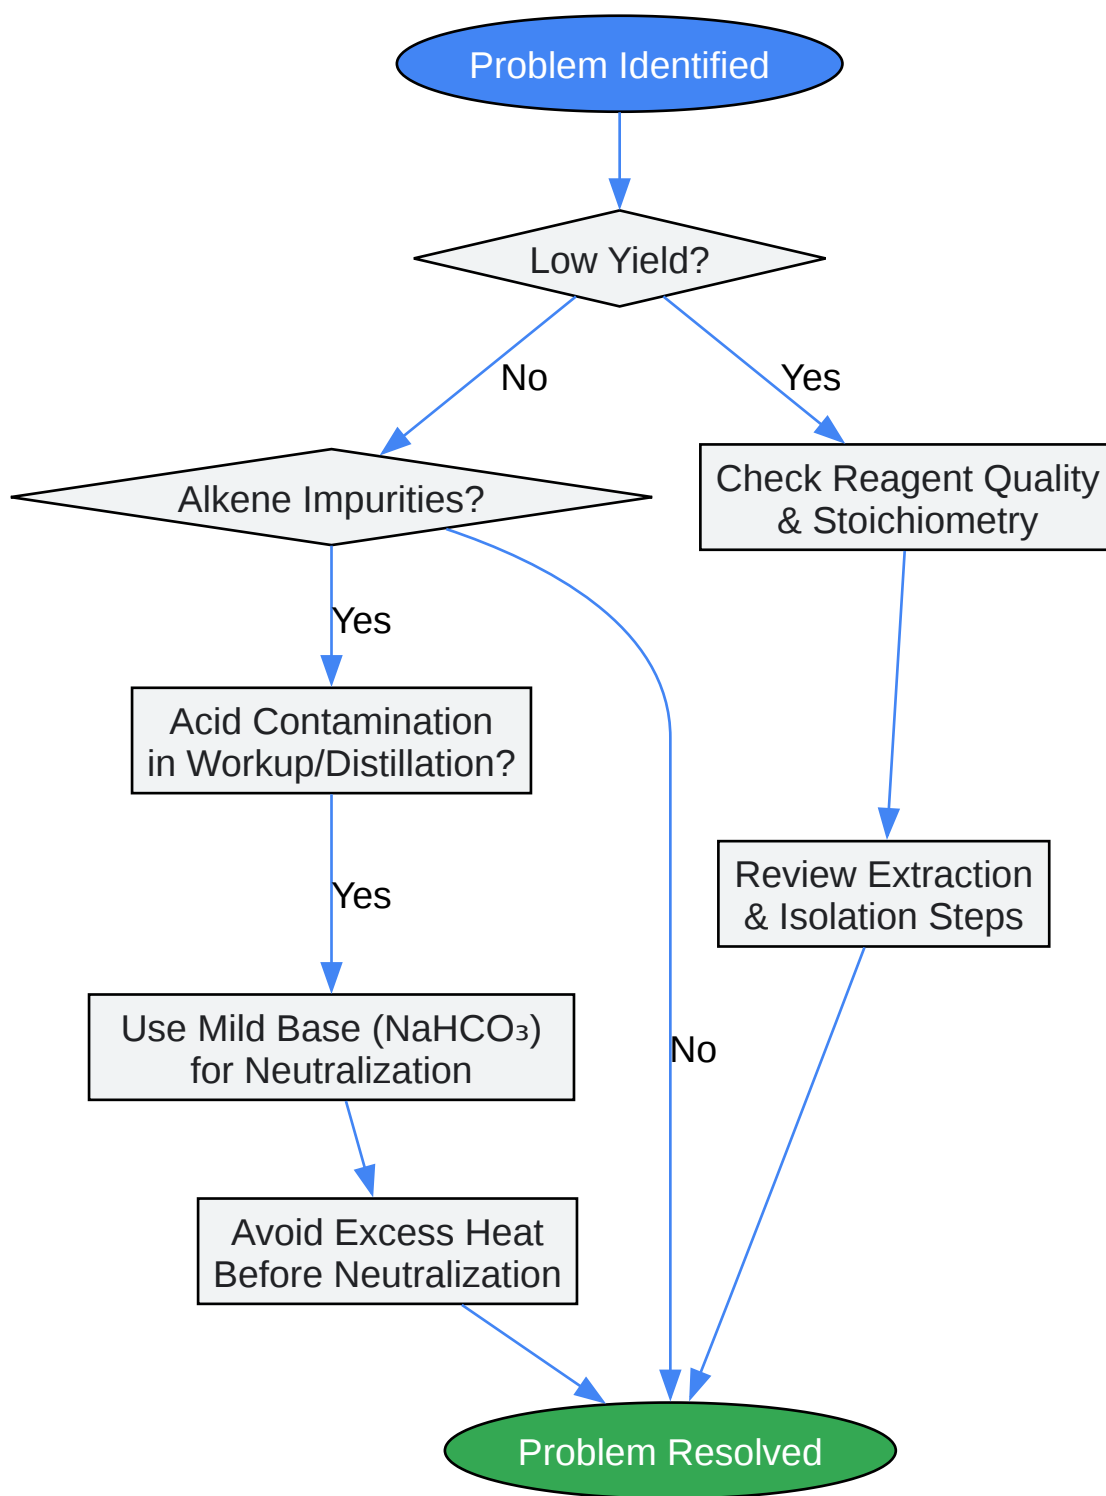 Problem Identified
Low Yield?
No
Yes
Check Reagent Quality
& Stoichiometry
Alkene Impurities?
Yes
Acid Contamination
in Workup/Distillation?
Review Extraction
& Isolation Steps
Yes
Use Mild Base (NaHCO₃)
for Neutralization
No
Avoid Excess Heat
Before Neutralization
Problem Resolved